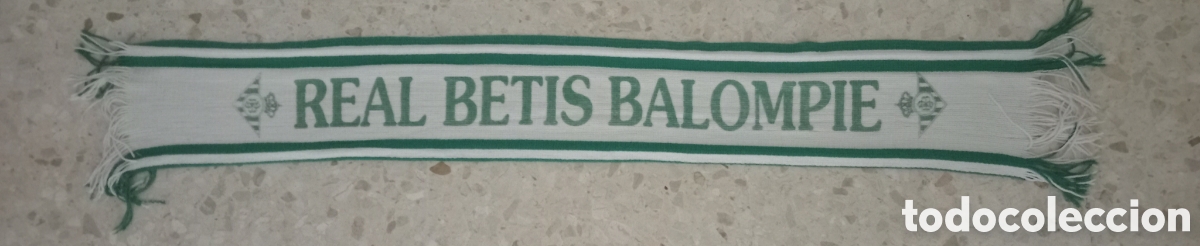 REAL BETIS BALOMPIE
todocoleccion